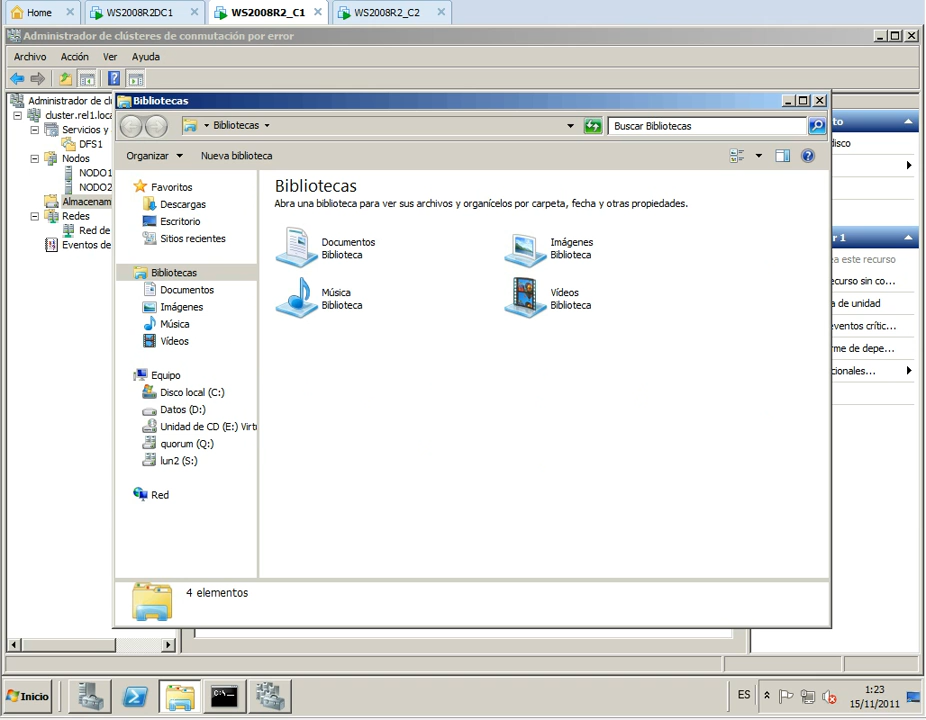 Home
WS2008R2DC1
WS2008R2_C1
WS2008R2_C2
Administrador de clústeres de conmutación por error
Archivo Acción Ver Ayuda
Administrador de cl
cluster.rel1.loca
Servicios y
DFS1
Nodos
NODO1
NODO2
Almacenam
Redes
Red de
Eventos de
Bibliotecas
Bibliotecas
Buscar Bibliotecas
Organizar Nueva biblioteca
Favoritos
Descargas
Escritorio
Sitios recientes
Bibliotecas
Documentos
Imágenes
Música
Vídeos
Equipo
Disco local (C:)
Datos (D:)
Unidad de CD (E:) Virtu
quorum (Q:)
lun2 (S:)
Red
Bibliotecas
Abra una biblioteca para ver sus archivos y organícelos por carpeta, fecha y otras propiedades.
Documentos
Biblioteca
Imágenes
Biblioteca
Música
Biblioteca
Vídeos
Biblioteca
4 elementos
to
disco
r 1
ea este recurso
ecurso sin co...
a de unidad
eventos crític...
rme de depe...
cionales...
Inicio
ES
1:23
15/11/2011